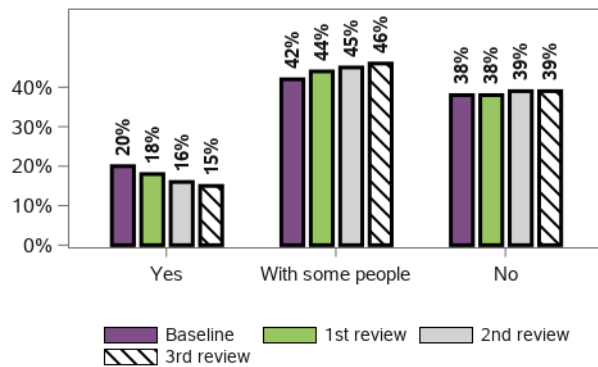 20% 18% 16% 15% 42% 44% 45% 46% 38% 38% 39% 39%
40%
30%
20%
10%
0%
Yes With some people No
Baseline 1st review 2nd review
3rd review